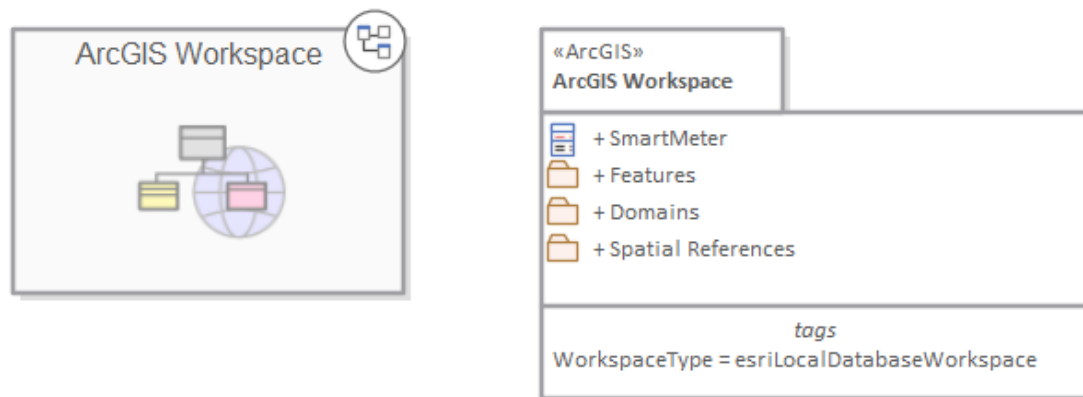 ArcGIS Workspace
«ArcGIS»
ArcGIS Workspace
+ SmartMeter
+ Features
+ Domains
+ Spatial References
tags
WorkspaceType = esriLocalDatabaseWorkspace